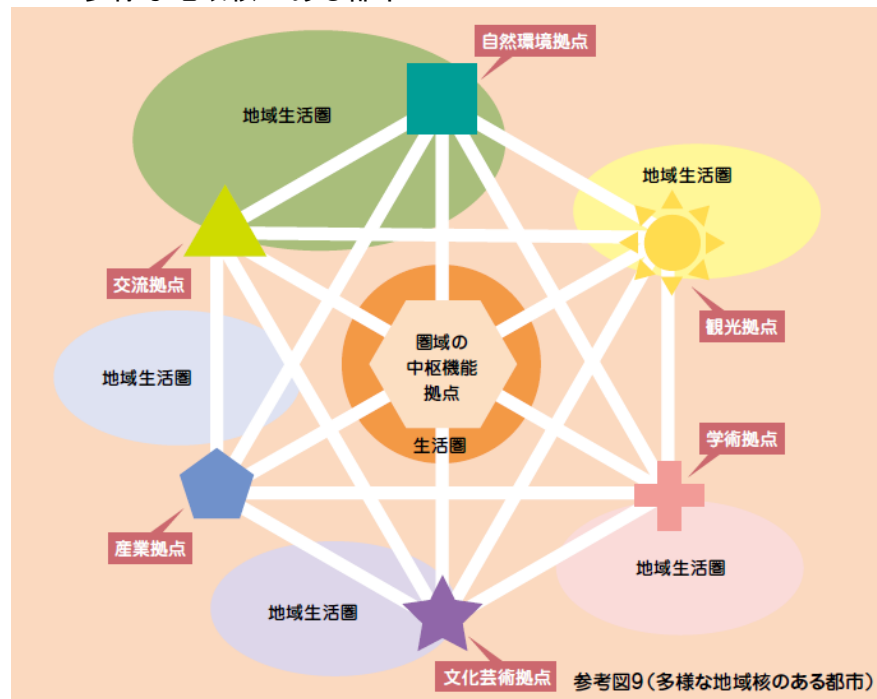 自然環境拠点
地域生活圏
地域生活圏
交流拠点
観光拠点
圏域の
中枢機能
拠点
地域生活圏
生活圏
学術拠点
産業拠点
地域生活圏
地域生活圏
文化芸術拠点
参考図9(多様な地域核のある都市)